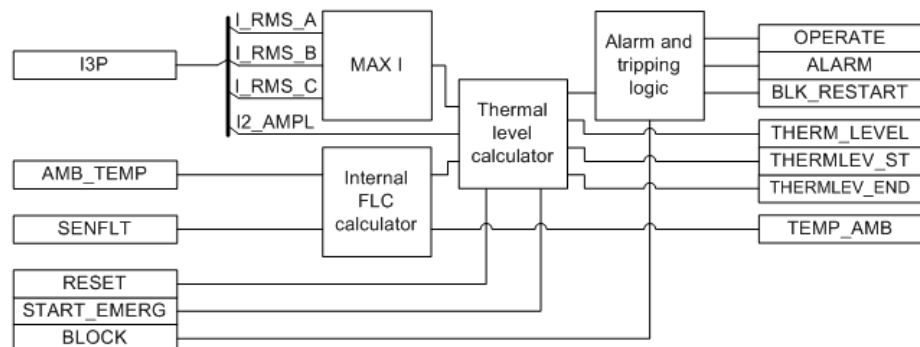 I_RMS_A
I_RMS_B
I_RMS_C
I2_AMPL
I3P
MAX I
Alarm and
tripping
logic
OPERATE
ALARM
BLK_RESTART
Thermal
level
calculator
THERM_LEVEL
THERMLEV_ST
THERMLEV_END
AMB_TEMP
Internal
FLC
calculator
SENFLT
TEMP_AMB
RESET
START_EMERG
BLOCK